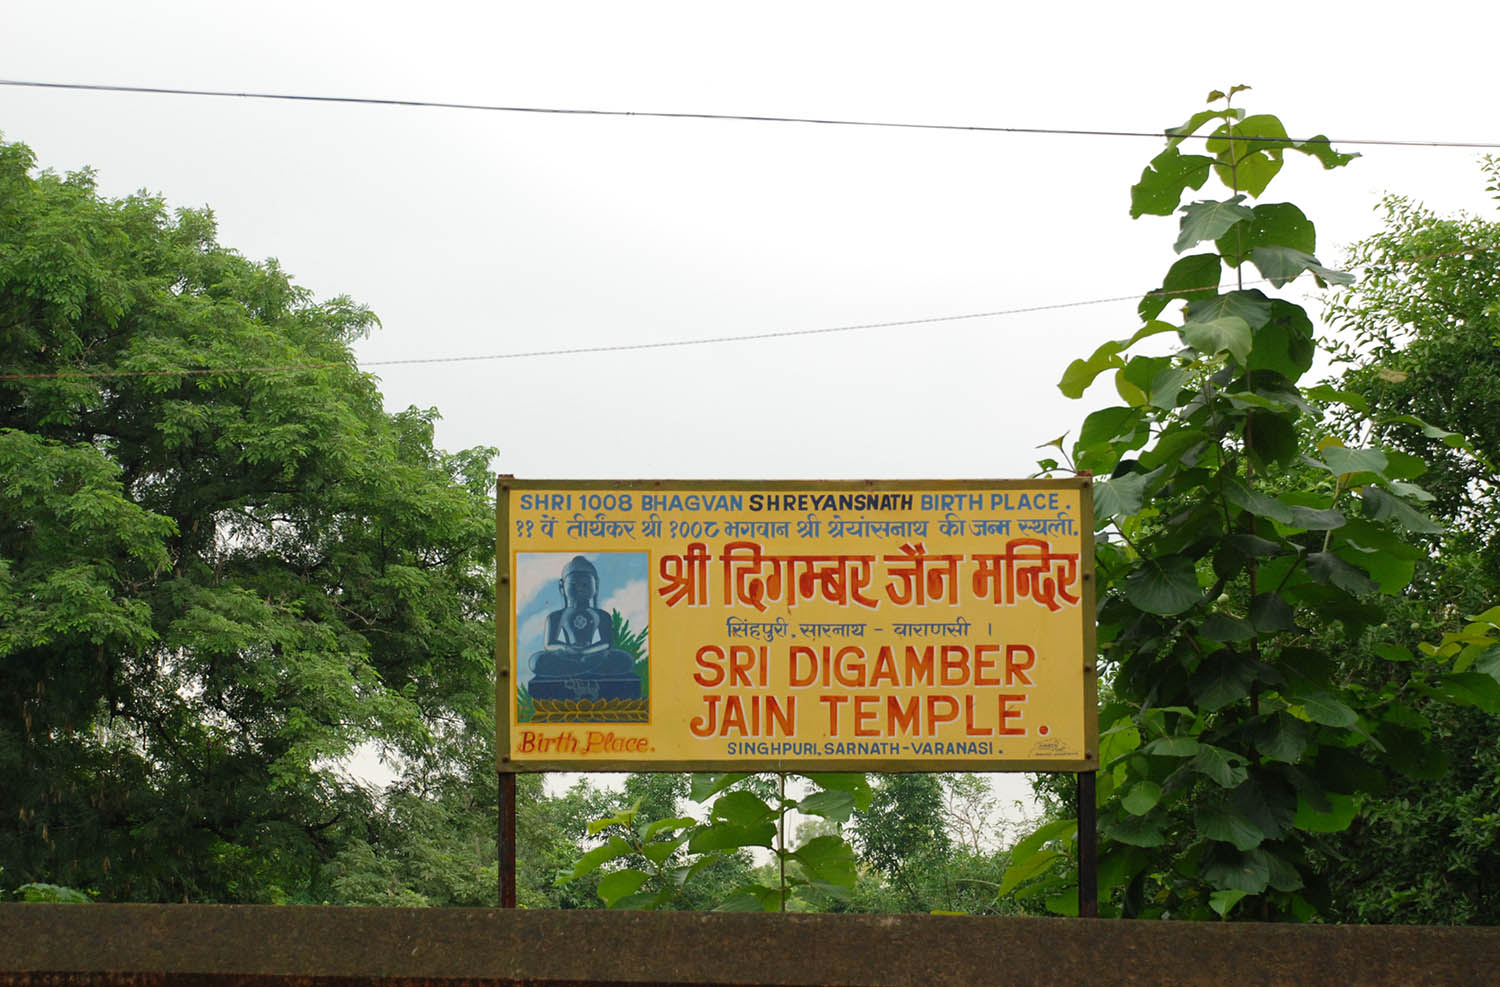 SHRI 1008 BHAGVAN SHREYANSNATH BIRTH PLACE.
११ वें तीर्थंकर श्री १००८ भगवान श्री श्रेयांसनाथ की जन्म स्थली.
श्री दिगम्बर जैन मन्दिर
सिंहपुरी, सारनाथ - वाराणसी ।
SRI DIGAMBER
JAIN TEMPLE.
SINGHPURI, SARNATH-VARANASI.
Birth Place.